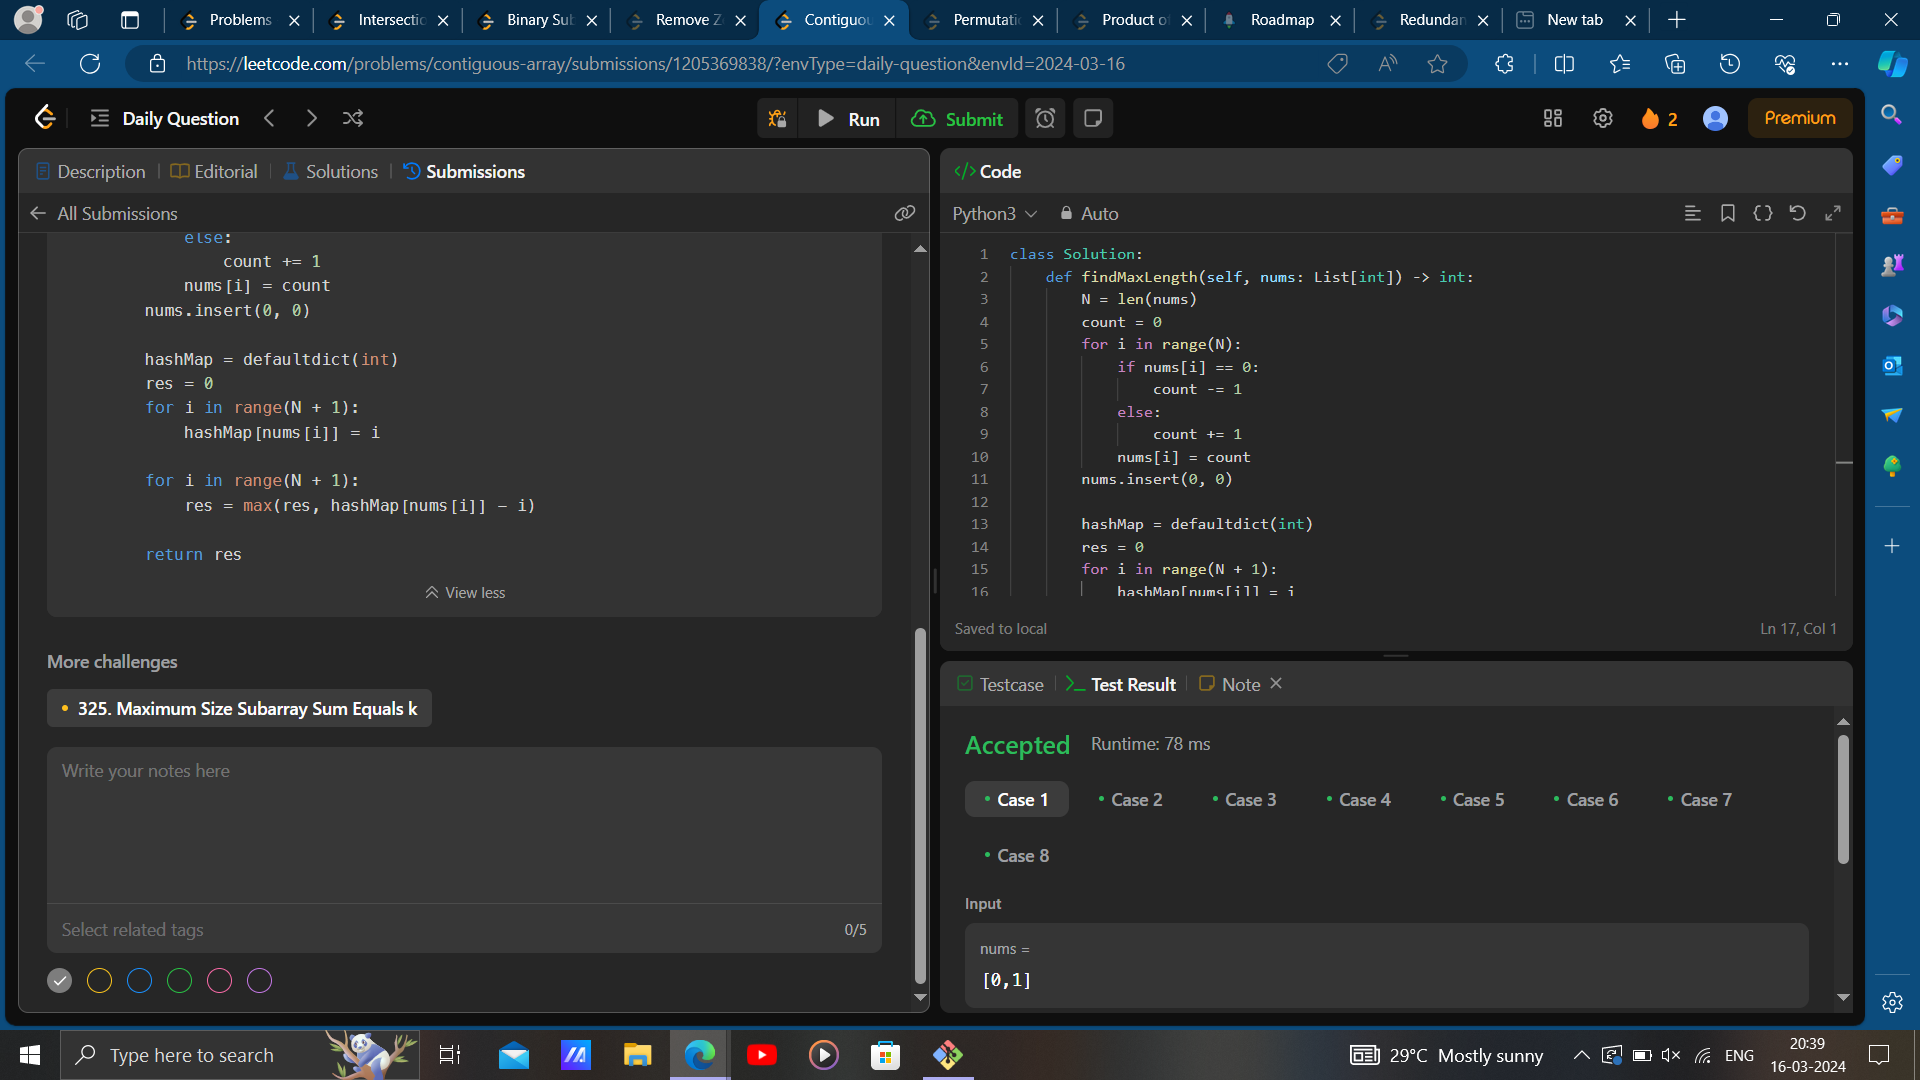 Problems
Intersectio
Binary Sub
Remove Ze
Contiguou
Permutatio
Product of
Roadmap
Redundan
New tab
https://leetcode.com/problems/contiguous-array/submissions/1205369838/?envType=daily-question&envId=2024-03-16
Daily Question
Run
Submit
2
Premium
Description
Editorial
Solutions
Submissions
All Submissions
else:
count += 1
nums[i] = count
nums.insert(0, 0)
hashMap = defaultdict(int)
res = 0
for i in range(N + 1):
hashMap[nums[i]] = i
for i in range(N + 1):
res = max(res, hashMap[nums[i]] - i)
return res
View less
More challenges
325. Maximum Size Subarray Sum Equals k
Write your notes here
Select related tags
0/5
</> Code
Python3
Auto
1 class Solution:
2 def findMaxLength(self, nums: List[int]) -> int:
3 N = len(nums)
4 count = 0
5 for i in range(N):
6 if nums[i] == 0:
7 count -= 1
8 else:
9 count += 1
10 nums[i] = count
11 nums.insert(0, 0)
12
13 hashMap = defaultdict(int)
14 res = 0
15 for i in range(N + 1):
16 hashMap[nums[i]] = i
Saved to local
Ln 17, Col 1
Testcase
Test Result
Note
Accepted
Runtime: 78 ms
Case 1
Case 2
Case 3
Case 4
Case 5
Case 6
Case 7
Case 8
Input
nums =
[0,1]
Type here to search
29°C Mostly sunny
ENG
20:39
16-03-2024